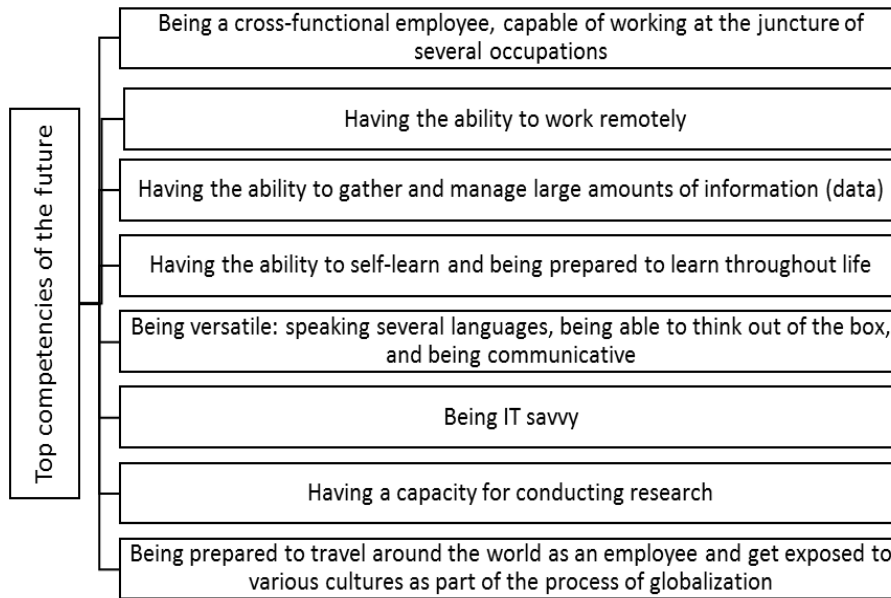 Top competencies of the future
Being a cross-functional employee, capable of working at the juncture of
several occupations
Having the ability to work remotely
Having the ability to gather and manage large amounts of information (data)
Having the ability to self-learn and being prepared to learn throughout life
Being versatile: speaking several languages, being able to think out of the box,
and being communicative
Being IT savvy
Having a capacity for conducting research
Being prepared to travel around the world as an employee and get exposed to
various cultures as part of the process of globalization